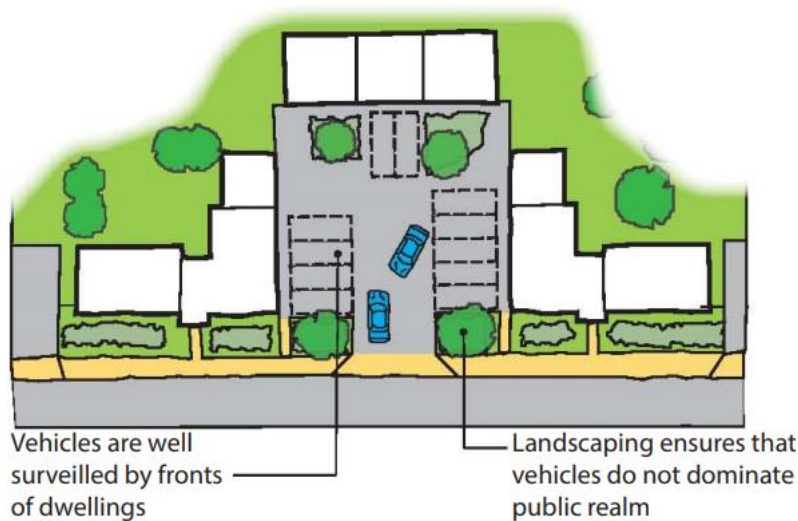 Vehicles are well
surveilled by fronts
of dwellings
Landscaping ensures that
vehicles do not dominate
public realm